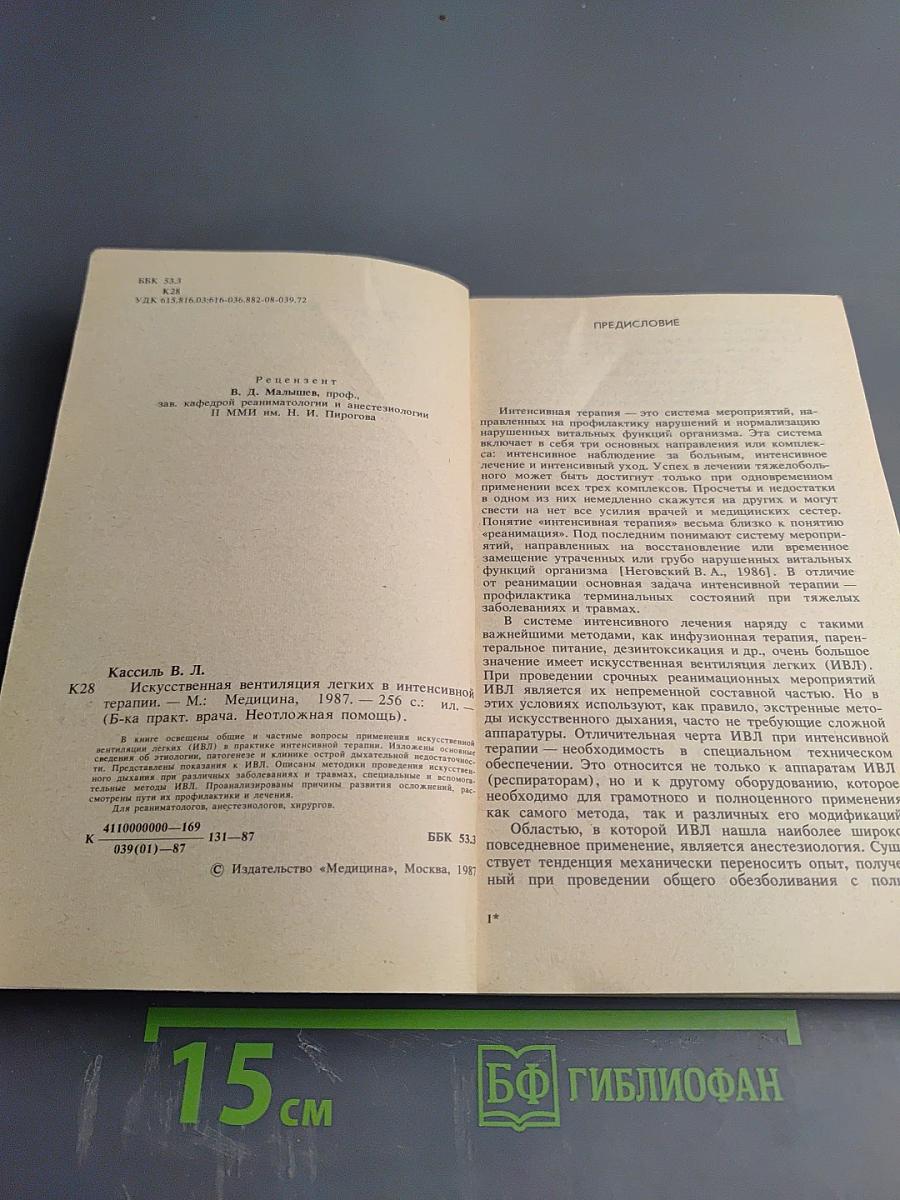 ББК 53.3
К28
УДК 615.816.03:616-036.882-08-039.72
Рецензент
В. Д. Малышев, проф.,
зав. кафедрой реаниматологии и анестезиологии
II ММИ им. Н. И. Пирогова
Кассиль В. Л.
К28 Искусственная вентиляция легких в интенсивной
терапии. — М.: Медицина, 1987. — 256 с.: ил. —
(Б-ка практ. врача. Неотложная помощь).
В книге освещены общие и частные вопросы применения искусственной
вентиляции легких (ИВЛ) в практике интенсивной терапии. Изложены основные
сведения об этиологии, патогенезе и клинике острой дыхательной недостаточнос-
ти. Представлены показания к ИВЛ. Описаны методики проведения искусствен-
ного дыхания при различных заболеваниях и травмах, специальные и вспомога-
тельные методы ИВЛ. Проанализированы причины развития осложнений, рас-
смотрены пути их профилактики и лечения.
Для реаниматологов, анестезиологов, хирургов.
К 4110000000—169
039(01)—87
131—87
ББК 53.3
© Издательство «Медицина», Москва, 1987
ПРЕДИСЛОВИЕ
Интенсивная терапия — это система мероприятий, на-
правленных на профилактику нарушений и нормализацию
нарушенных витальных функций организма. Эта система
включает в себя три основных направления или комплек-
са: интенсивное наблюдение за больным, интенсивное
лечение и интенсивный уход. Успех в лечении тяжелоболь-
ного может быть достигнут только при одновременном
применении всех трех комплексов. Просчеты и недостатки
в одном из них немедленно скажутся на других и могут
свести на нет все усилия врачей и медицинских сестер.
Понятие «интенсивная терапия» весьма близко к понятию
«реанимация». Под последним понимают систему меропри-
ятий, направленных на восстановление или временное
замещение утраченных или грубо нарушенных витальных
функций организма [Неговский В. А., 1986]. В отличие
от реанимации основная задача интенсивной терапии —
профилактика терминальных состояний при тяжелых
заболеваниях и травмах.
В системе интенсивного лечения наряду с такими
важнейшими методами, как инфузионная терапия, парен-
теральное питание, дезинтоксикация и др., очень большое
значение имеет искусственная вентиляция легких (ИВЛ).
При проведении срочных реанимационных мероприятий
ИВЛ является их непременной составной частью. Но в
этих условиях используют, как правило, экстренные мето-
ды искусственного дыхания, часто не требующие сложной
аппаратуры. Отличительная черта ИВЛ при интенсивной
терапии — необходимость в специальном техническом
обеспечении. Это относится не только к аппаратам ИВЛ
(респираторам), но и к другому оборудованию, которое
необходимо для грамотного и полноценного применения
как самого метода, так и различных его модификаций
Областью, в которой ИВЛ нашла наиболее широко
повседневное применение, является анестезиология. Сущ
ствует тенденция механически переносить опыт, получе
ный при проведении общего обезболивания с пол
1*
15 см
БФ ГИБЛИОФАН